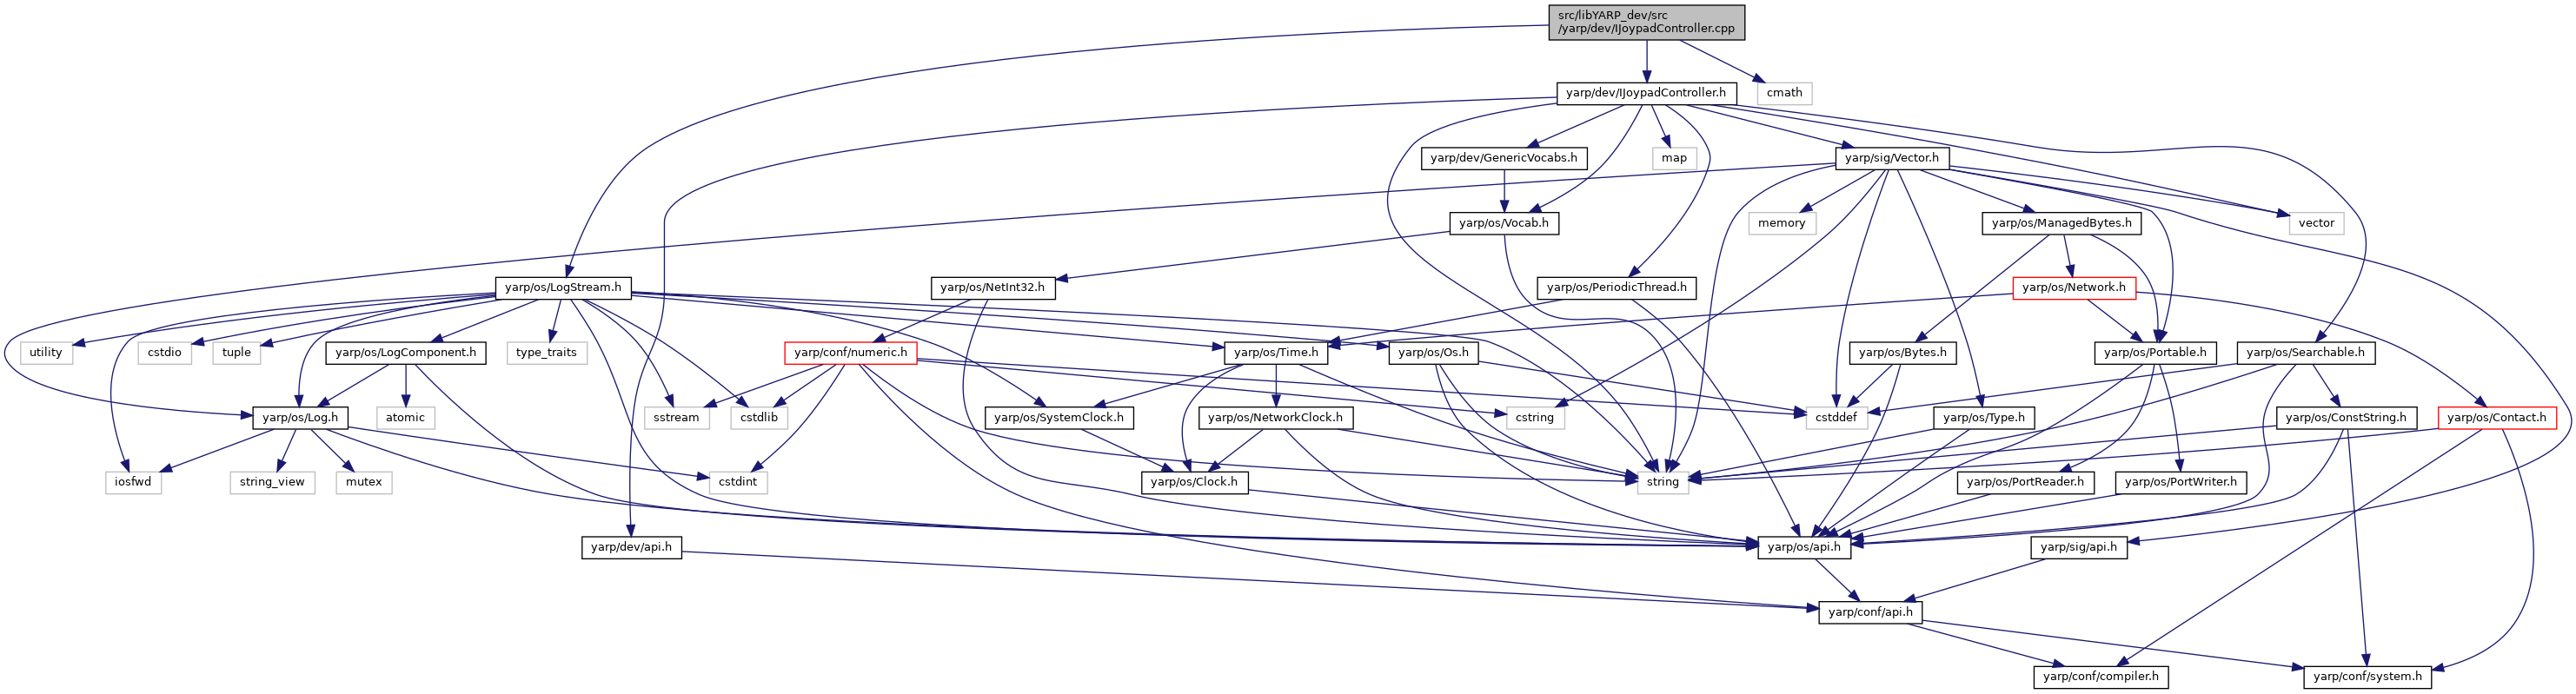 src/libYARP_dev/src
/yarp/dev/IJoypadController.cpp
yarp/dev/IJoypadController.h
cmath
yarp/dev/GenericVocabs.h
map
yarp/sig/Vector.h
yarp/os/Vocab.h
memory
yarp/os/ManagedBytes.h
vector
yarp/os/LogStream.h
yarp/os/NetInt32.h
yarp/os/PeriodicThread.h
yarp/os/Network.h
utility
cstdio
tuple
yarp/os/LogComponent.h
type_traits
yarp/conf/numeric.h
yarp/os/Time.h
yarp/os/Os.h
yarp/os/Bytes.h
yarp/os/Portable.h
yarp/os/Searchable.h
yarp/os/Log.h
atomic
sstream
cstdlib
yarp/os/SystemClock.h
yarp/os/NetworkClock.h
cstring
cstddef
yarp/os/Type.h
yarp/os/ConstString.h
yarp/os/Contact.h
iosfwd
string_view
mutex
cstdint
yarp/os/Clock.h
string
yarp/os/PortReader.h
yarp/os/PortWriter.h
yarp/dev/api.h
yarp/os/api.h
yarp/sig/api.h
yarp/conf/api.h
yarp/conf/compiler.h
yarp/conf/system.h